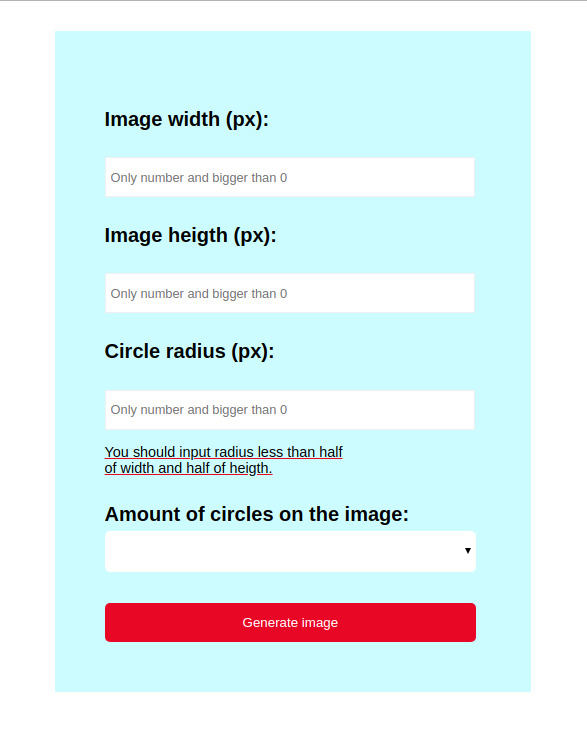 Image width (px):
Only number and bigger than 0
Image heigth (px):
Only number and bigger than 0
Circle radius (px):
Only number and bigger than 0
You should input radius less than half
of width and half of heigth.
Amount of circles on the image:
Generate image